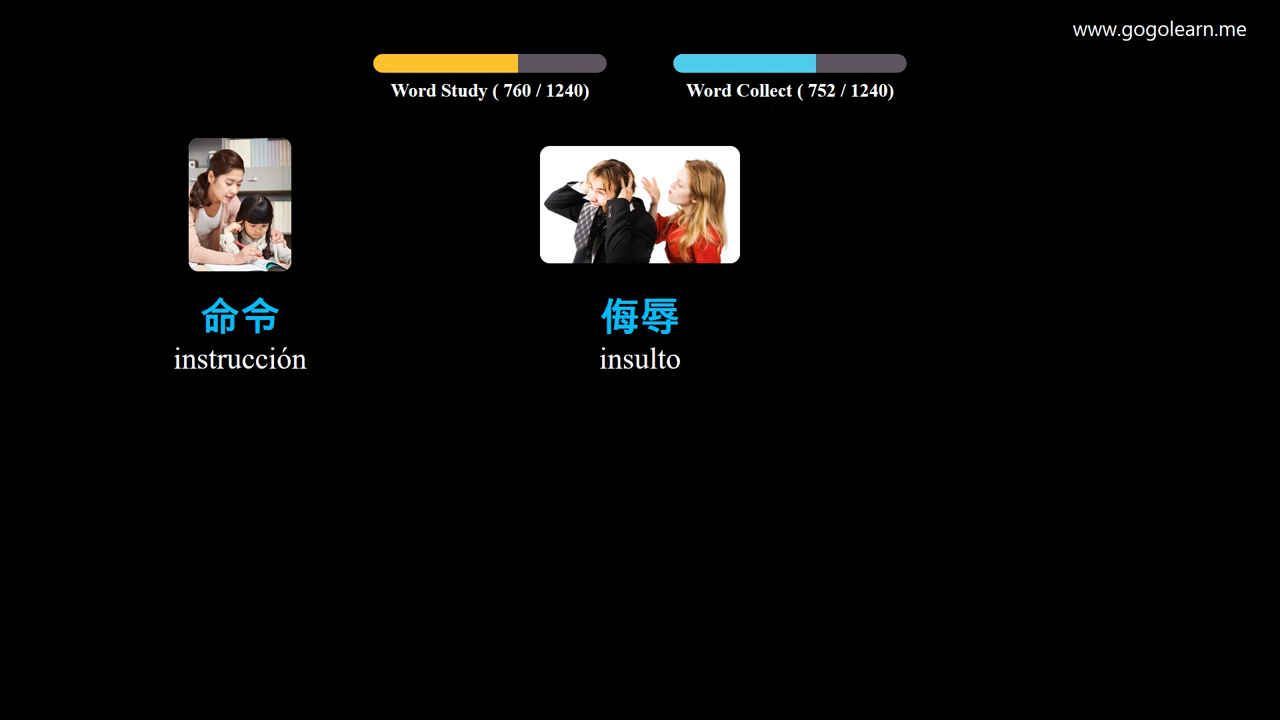 www.gogolearn.me
Word Study ( 760 / 1240)
Word Collect ( 752 / 1240)
命令
instrucción
侮辱
insulto